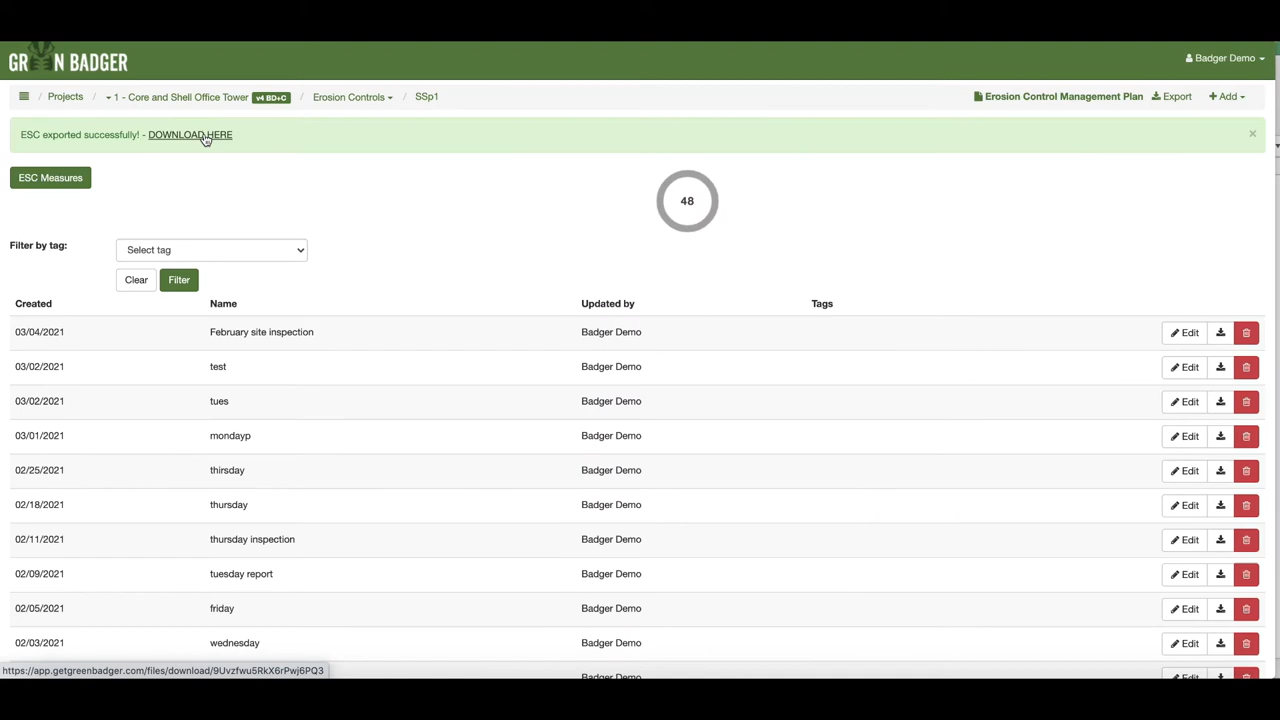 GREEN BADGER
Badger Demo
Projects / 1 - Core and Shell Office Tower v4 BD+C / Erosion Controls / SSp1
Erosion Control Management Plan Export + Add
ESC exported successfully! - DOWNLOAD HERE ×
ESC Measures
48
Filter by tag: Select tag
Clear Filter
Created Name Updated by Tags
03/04/2021 February site inspection Badger Demo Edit
03/02/2021 test Badger Demo Edit
03/02/2021 tues Badger Demo Edit
03/01/2021 mondayp Badger Demo Edit
02/25/2021 thirsday Badger Demo Edit
02/18/2021 thursday Badger Demo Edit
02/11/2021 thursday inspection Badger Demo Edit
02/09/2021 tuesday report Badger Demo Edit
02/05/2021 friday Badger Demo Edit
02/03/2021 wednesday Badger Demo Edit
https://app.getgreenbadger.com/files/download/9Uvzfwu5RkX6rPwj6PQ3